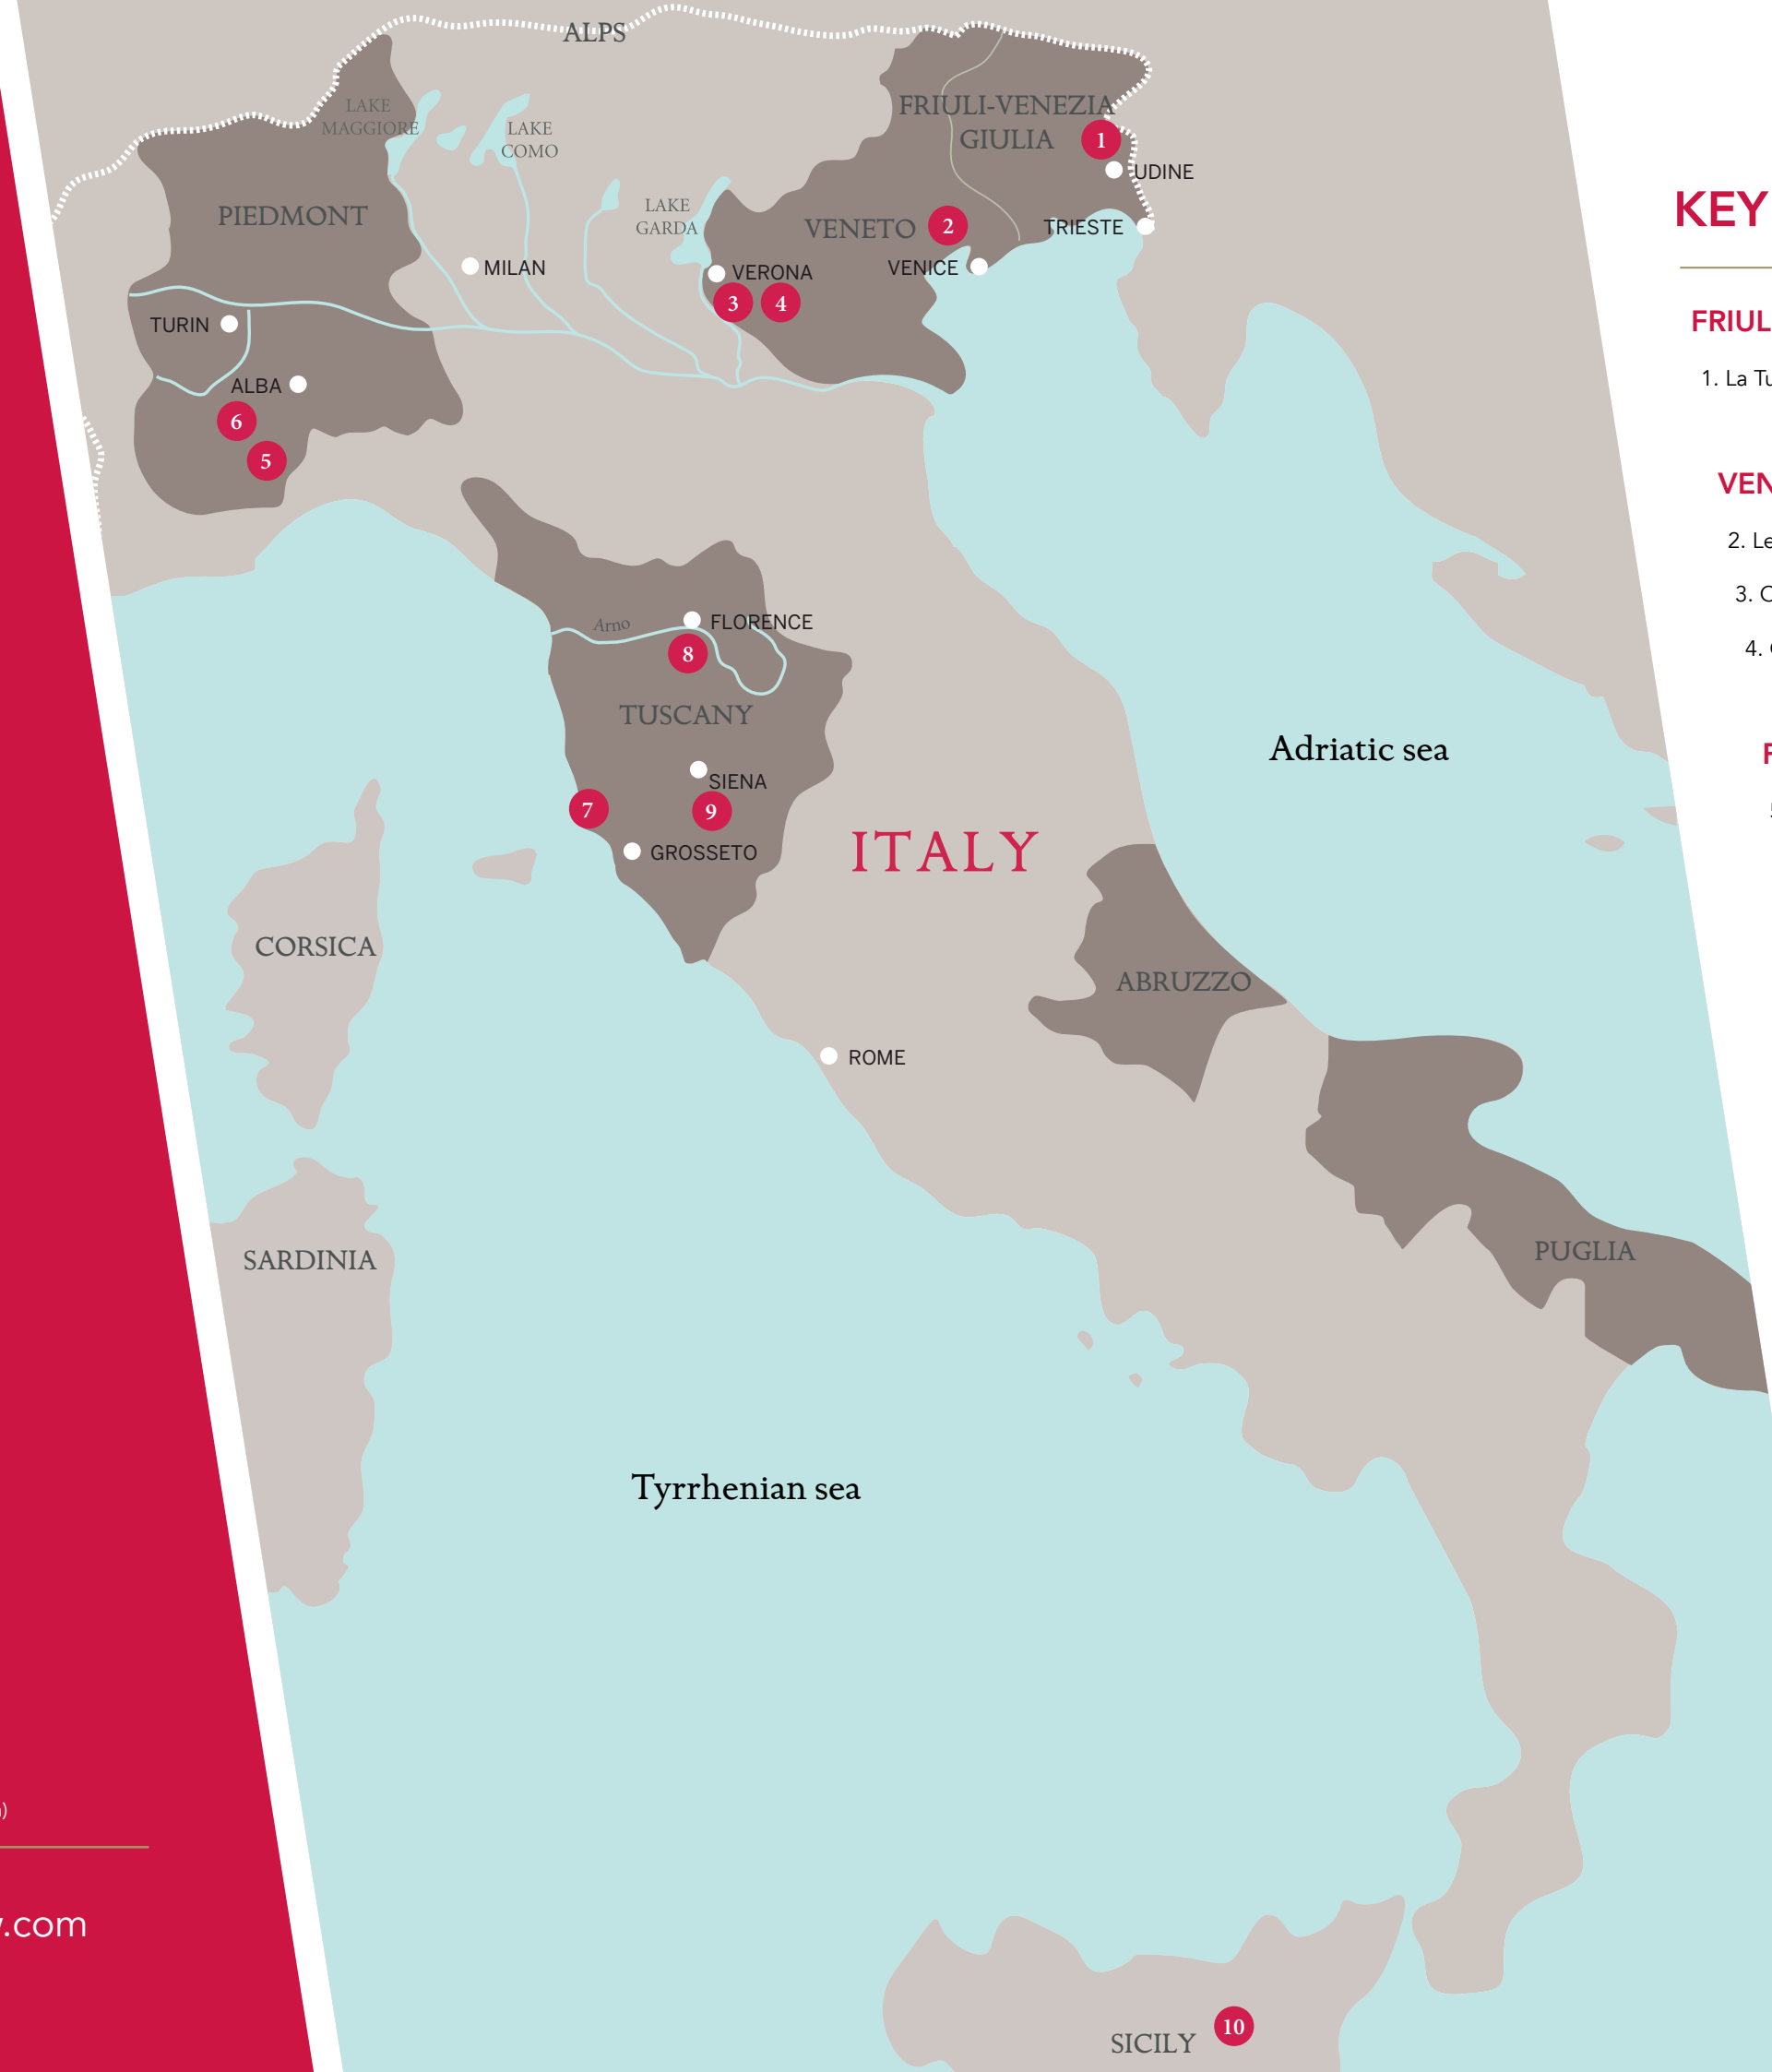 ALPS
LAKE
MAGGIORE
LAKE
COMO
FRIULI-VENEZIA
GIULIA
1
UDINE
PIEDMONT
LAKE
GARDA
VENETO
2
TRIESTE
MILAN
VERONA
VENICE
3
4
TURIN
ALBA
6
5
Arno
FLORENCE
8
TUSCANY
SIENA
7
9
GROSSETO
ITALY
Adriatic sea
CORSICA
ABRUZZO
ROME
SARDINIA
PUGLIA
Tyrrhenian sea
SICILY
10
KEY
FRIUL
1. La Tu
VEN
2. Le
3.
4.
.com